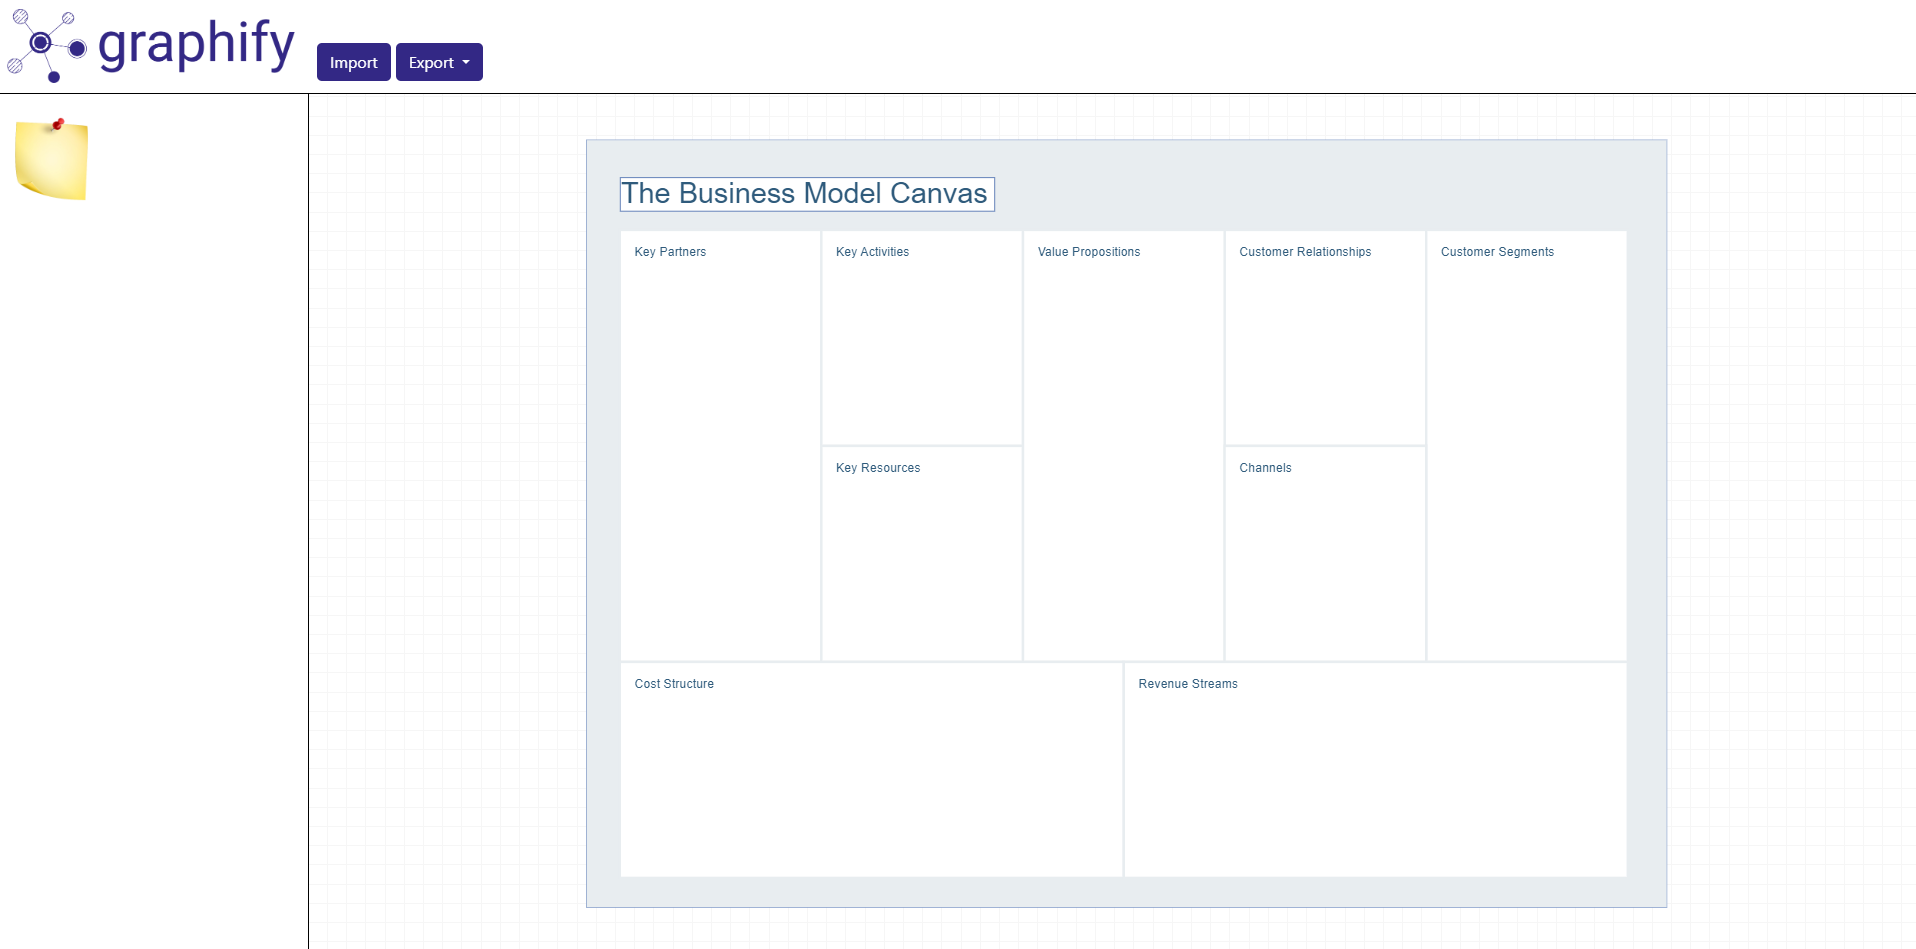 graphify
Import
Export
The Business Model Canvas
Key Partners
Key Activities
Value Propositions
Customer Relationships
Customer Segments
Key Resources
Channels
Cost Structure
Revenue Streams